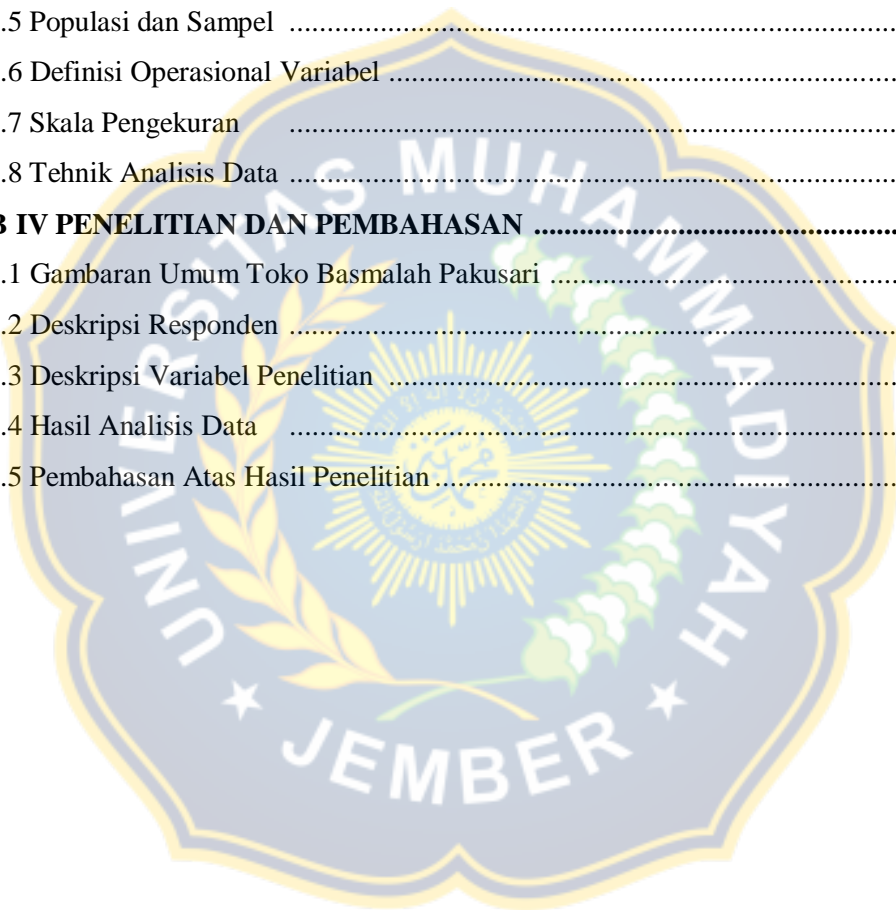 .5 Populasi dan Sampel ....................................................................................................
.6 Definisi Operasional Variabel ....................................................................................
.7 Skala Pengekuran ....................................................................................................
.8 Tehnik Analisis Data ....................................................................................................
B IV PENELITIAN DAN PEMBAHASAN ............................................................
.1 Gambaran Umum Toko Basmalah Pakusari ............................................................
.2 Deskripsi Responden ....................................................................................................
.3 Deskripsi Variabel Penelitian ....................................................................................
.4 Hasil Analisis Data ....................................................................................................
.5 Pembahasan Atas Hasil Penelitian ............................................................................
UNIVERSITAS MUHAMMADIYAH
JEMBER